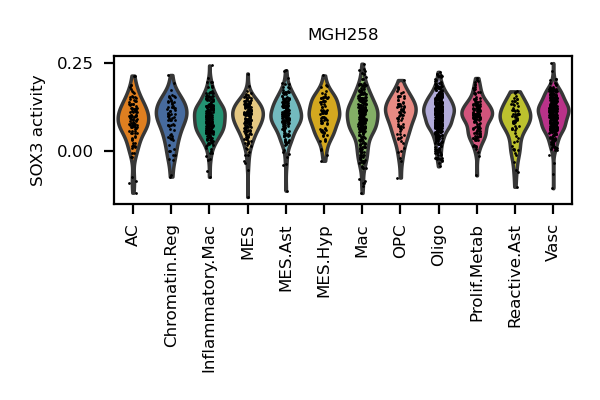 MGH258
SOX3 activity
0.25
0.00
AC
Chromatin.Reg
Inflammatory.Mac
MES
MES.Ast
MES.Hyp
Mac
OPC
Oligo
Prolif.Metab
Reactive.Ast
Vasc